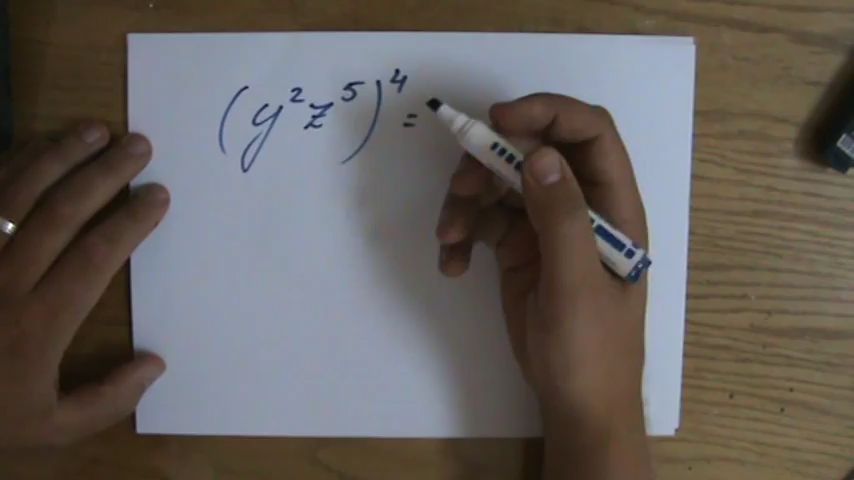 (y²z⁵)⁴ =